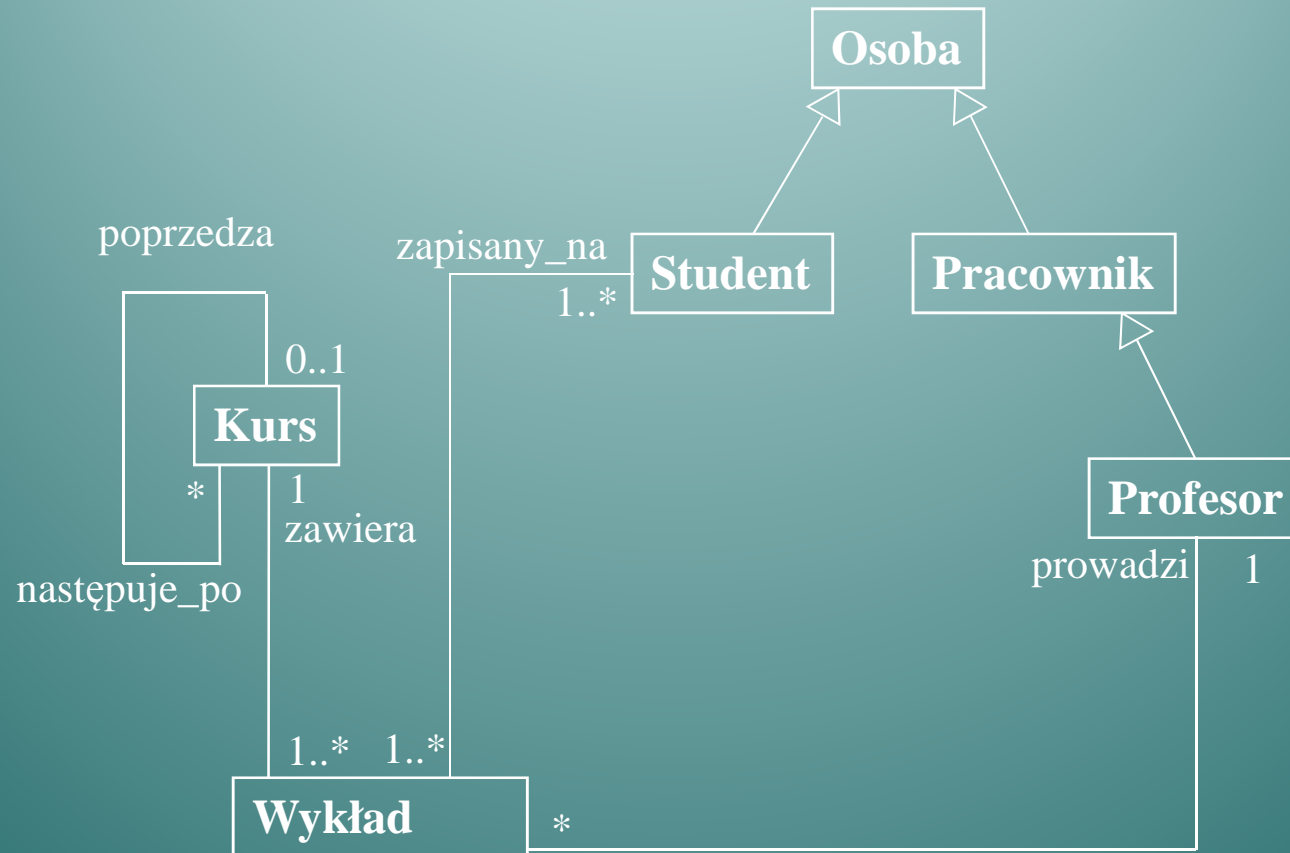 Osoba
poprzedza
zapisany_na
Student
Pracownik
1..*
0..1
Kurs
*
1
zawiera
Profesor
następuje_po
prowadzi
1
1..*
1..*
Wykład
*